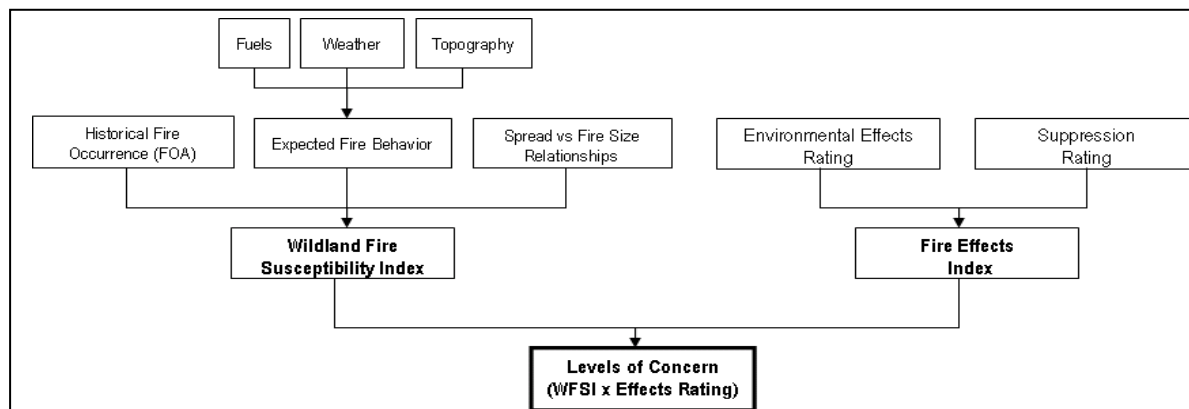 Fuels
Weather
Topography
Historical Fire
Occurrence (FOA)
Expected Fire Behavior
Spread vs Fire Size
Relationships
Environmental Effects
Rating
Suppression
Rating
Wildland Fire
Susceptibility Index
Fire Effects
Index
Levels of Concern
(WFSI x Effects Rating)